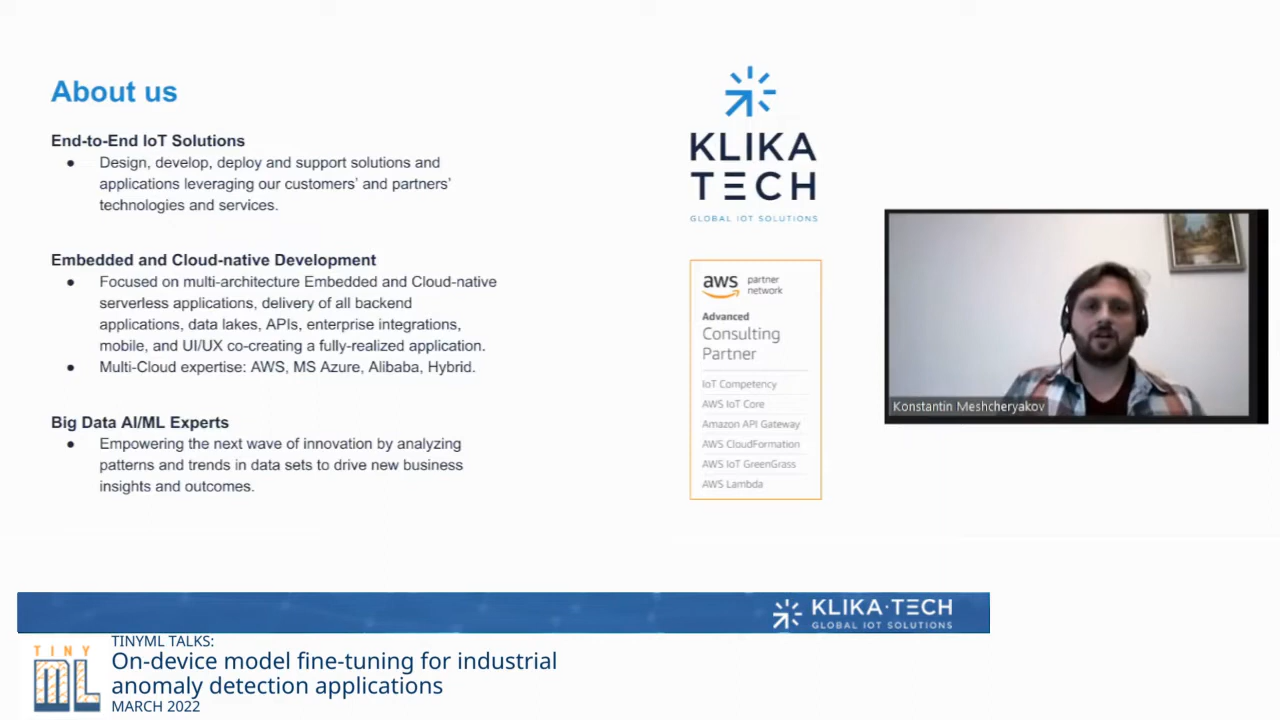 About us
End-to-End IoT Solutions
● Design, develop, deploy and support solutions and
applications leveraging our customers’ and partners’
technologies and services.
Embedded and Cloud-native Development
● Focused on multi-architecture Embedded and Cloud-native
serverless applications, delivery of all backend
applications, data lakes, APIs, enterprise integrations,
mobile, and UI/UX co-creating a fully-realized application.
● Multi-Cloud expertise: AWS, MS Azure, Alibaba, Hybrid.
Big Data AI/ML Experts
● Empowering the next wave of innovation by analyzing
patterns and trends in data sets to drive new business
insights and outcomes.
KLIKA
TECH
GLOBAL IOT SOLUTIONS
aws partner
network
Advanced
Consulting
Partner
IoT Competency
AWS IoT Core
Amazon API Gateway
AWS CloudFormation
AWS IoT GreenGrass
AWS Lambda
Konstantin Meshcheryakov
KLIKA·TECH
GLOBAL IOT SOLUTIONS
TINY
ML
TINYML TALKS:
On-device model fine-tuning for industrial
anomaly detection applications
MARCH 2022